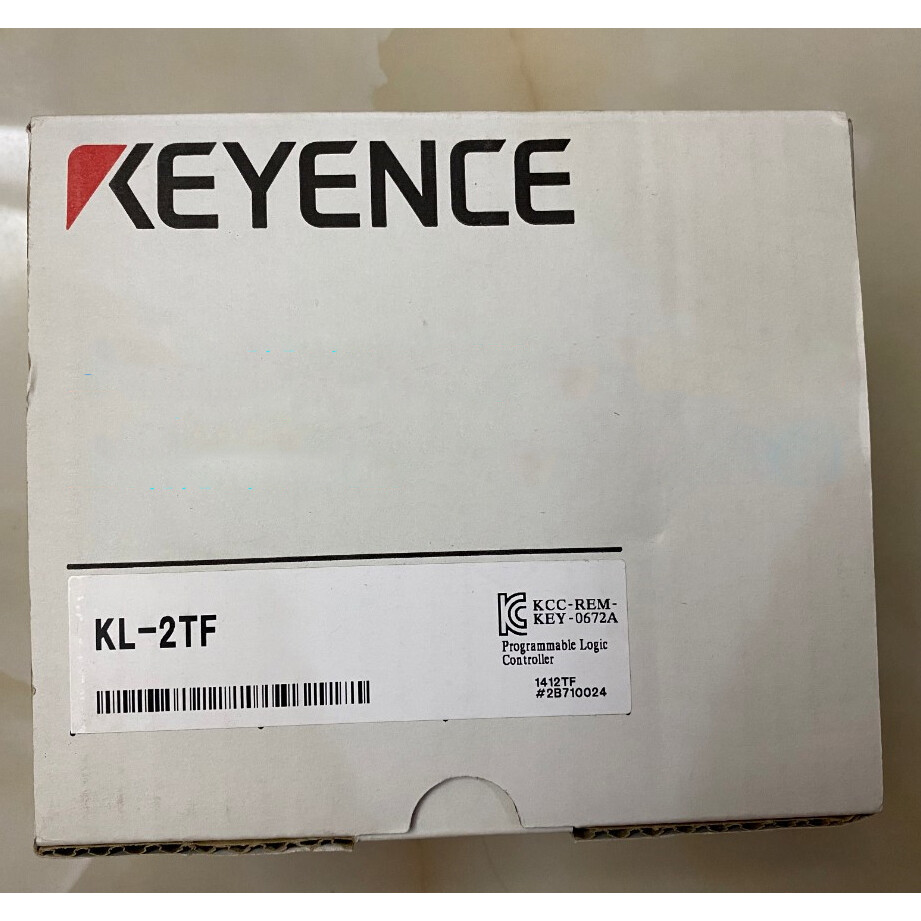 KEYENCE
KL-2TF
KCC-REM-
KEY-0672A
Programmable Logic
Controller
1412TF
#2B710024